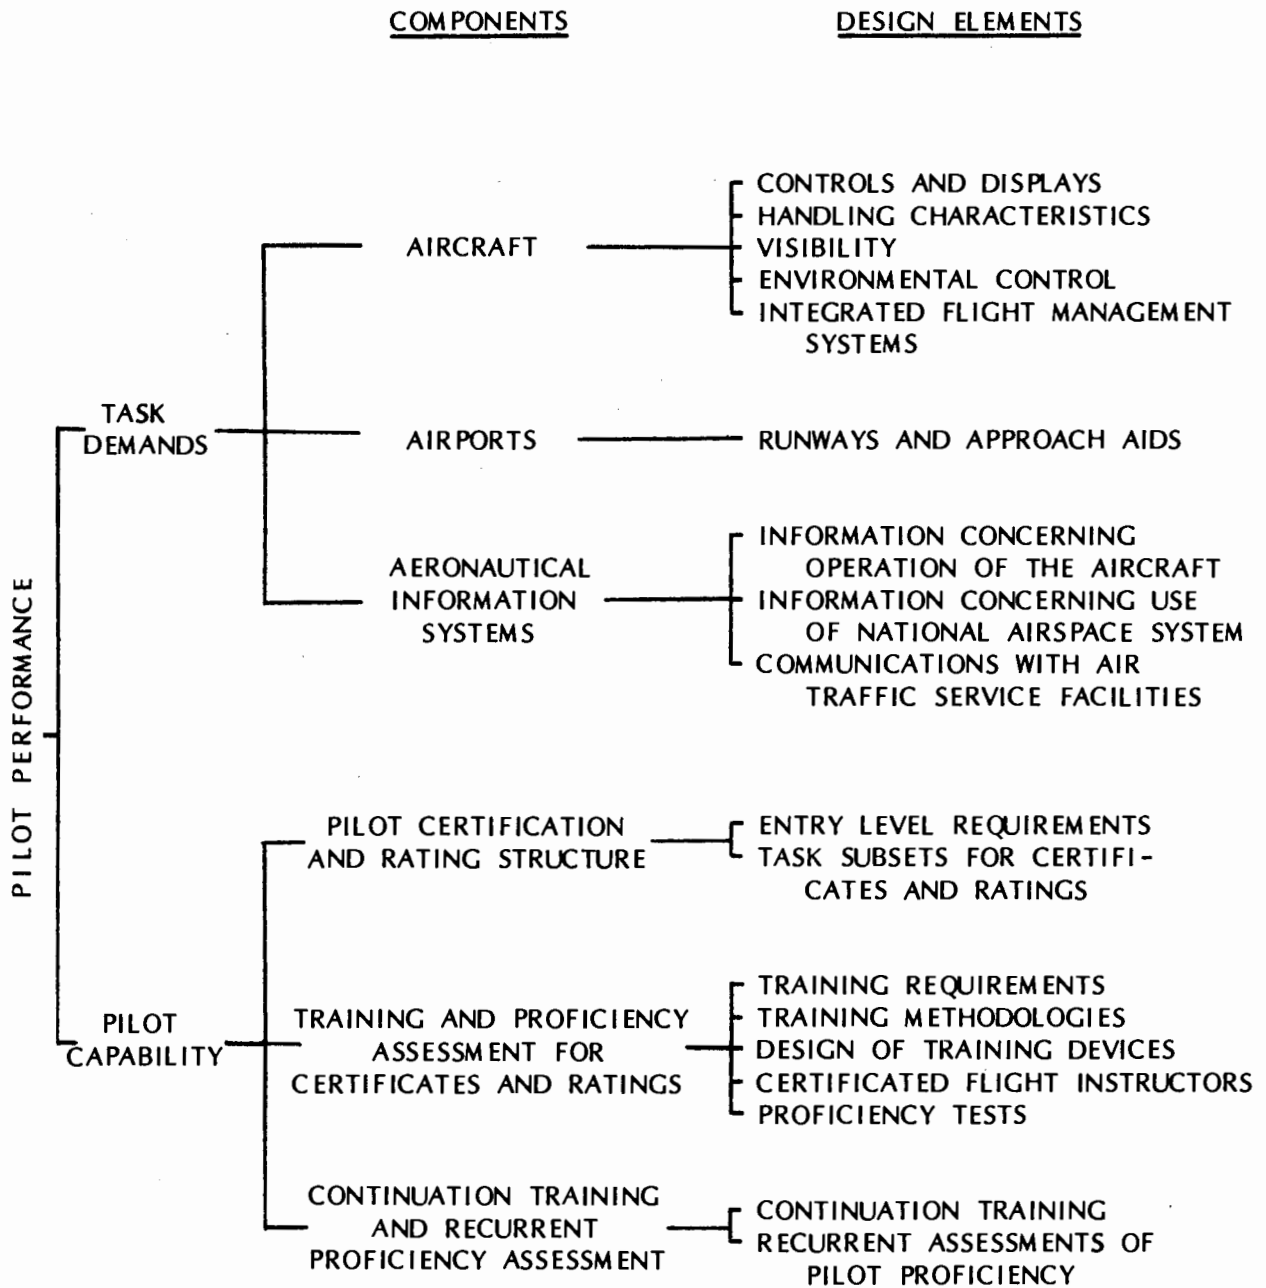 COMPONENTS
DESIGN ELEMENTS
PILOT PERFORMANCE
TASK
DEMANDS
AIRCRAFT
CONTROLS AND DISPLAYS
HANDLING CHARACTERISTICS
VISIBILITY
ENVIRONMENTAL CONTROL
INTEGRATED FLIGHT MANAGEMENT
SYSTEMS
AIRPORTS
RUNWAYS AND APPROACH AIDS
AERONAUTICAL
INFORMATION
SYSTEMS
INFORMATION CONCERNING
OPERATION OF THE AIRCRAFT
INFORMATION CONCERNING USE
OF NATIONAL AIRSPACE SYSTEM
COMMUNICATIONS WITH AIR
TRAFFIC SERVICE FACILITIES
PILOT
CAPABILITY
PILOT CERTIFICATION
AND RATING STRUCTURE
ENTRY LEVEL REQUIREMENTS
TASK SUBSETS FOR CERTIFI-
CATES AND RATINGS
TRAINING AND PROFICIENCY
ASSESSMENT FOR
CERTIFICATES AND RATINGS
TRAINING REQUIREMENTS
TRAINING METHODOLOGIES
DESIGN OF TRAINING DEVICES
CERTIFICATED FLIGHT INSTRUCTORS
PROFICIENCY TESTS
CONTINUATION TRAINING
AND RECURRENT
PROFICIENCY ASSESSMENT
CONTINUATION TRAINING
RECURRENT ASSESSMENTS OF
PILOT PROFICIENCY